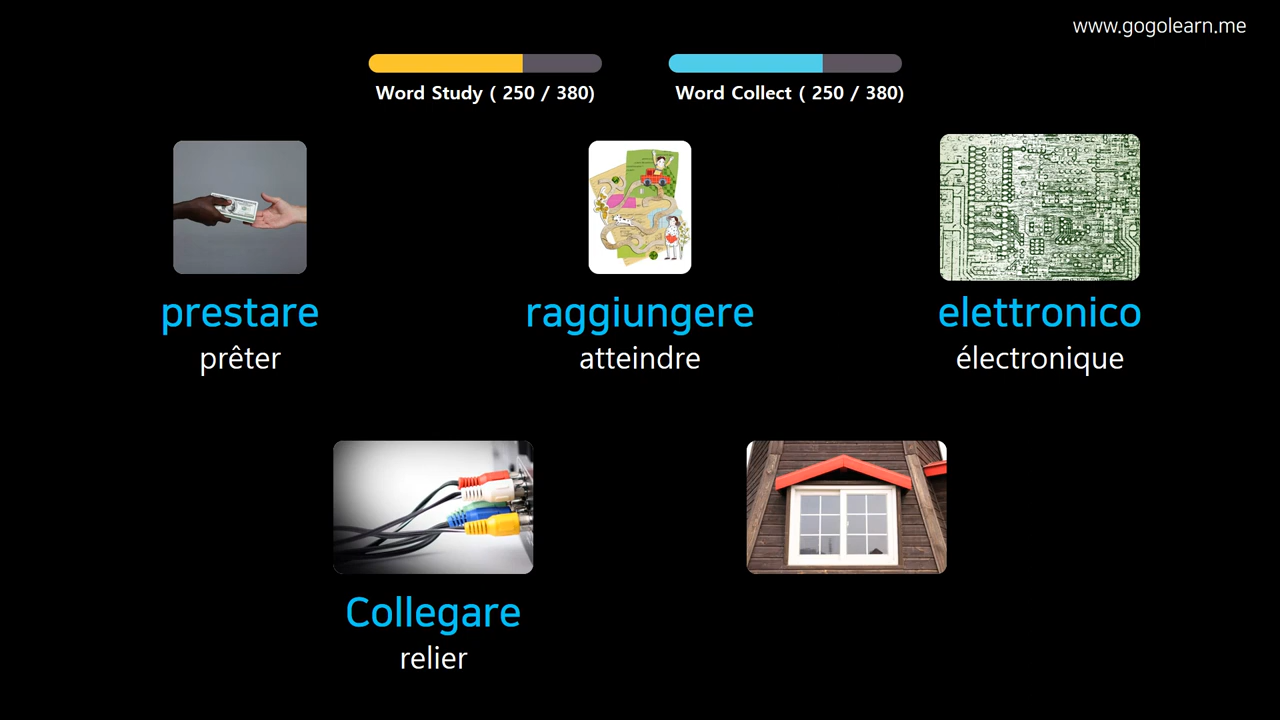 www.gogolearn.me
Word Study ( 250 / 380)
Word Collect ( 250 / 380)
prestare
prêter
raggiungere
atteindre
elettronico
électronique
Collegare
relier